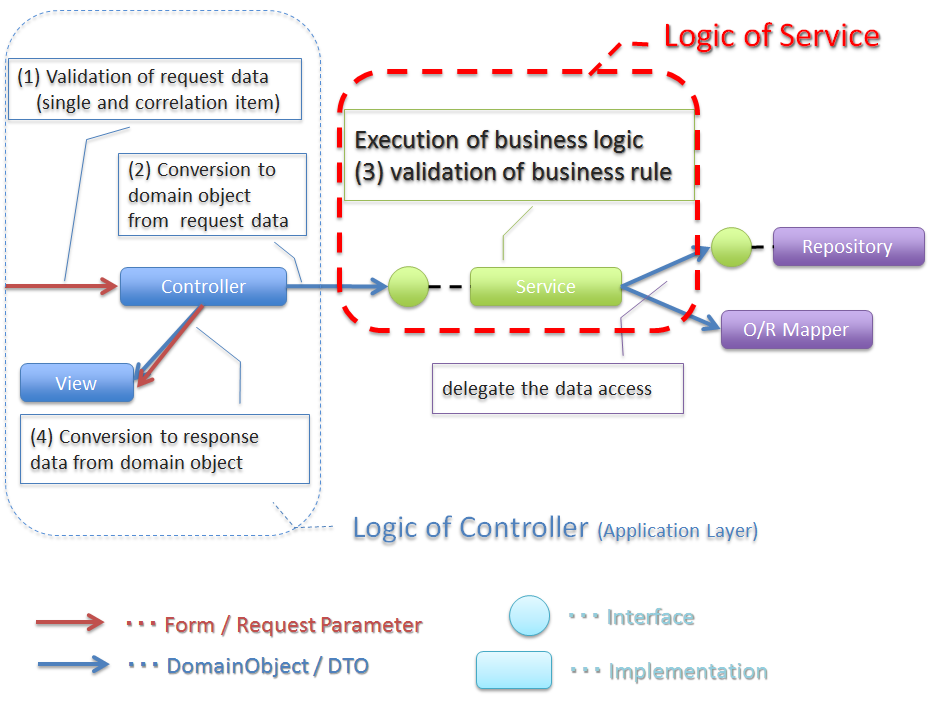 Logic of Service
(1) Validation of request data
(single and correlation item)
Execution of business logic
(3) validation of business rule
(2) Conversion to
domain object
from request data
Repository
Controller
Service
O/R Mapper
View
delegate the data access
(4) Conversion to response
data from domain object
Logic of Controller (Application Layer)
··· Form / Request Parameter
··· Interface
··· DomainObject / DTO
··· Implementation